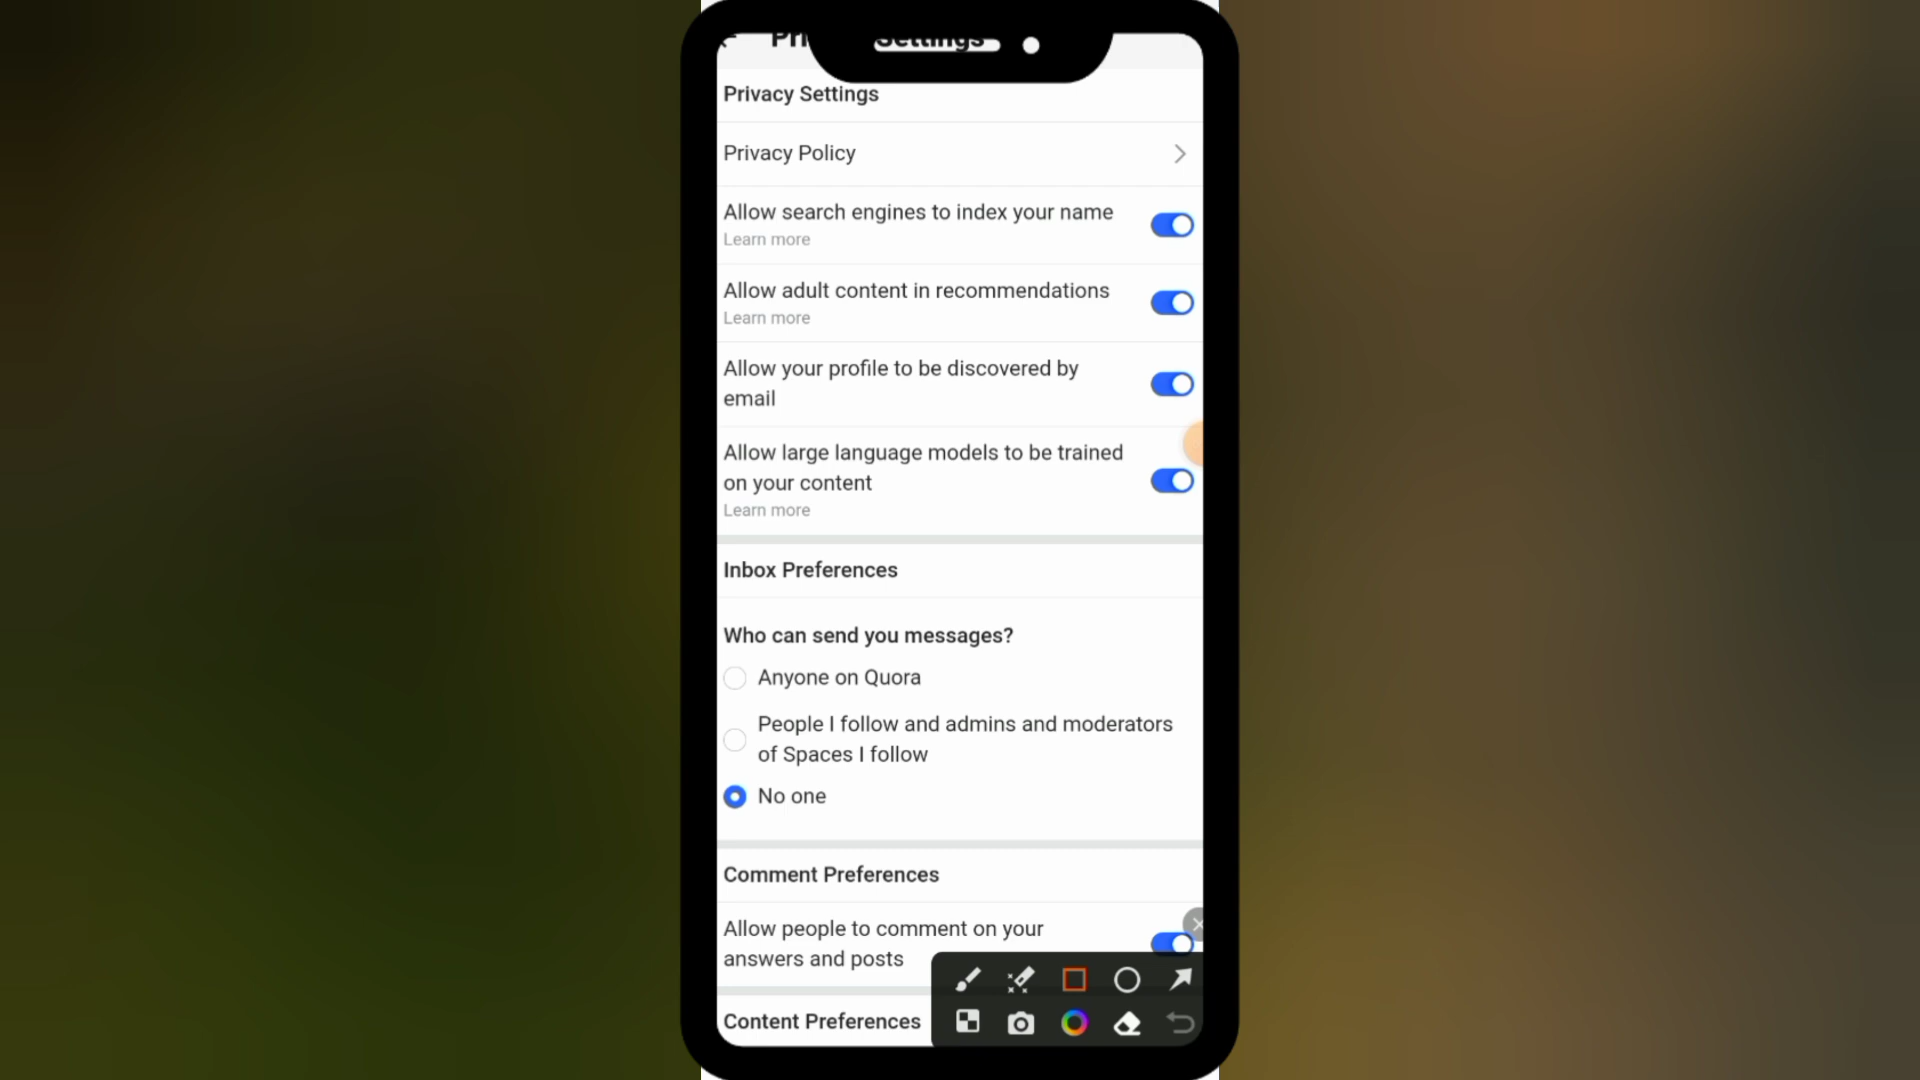 Settings
Privacy Settings
Privacy Policy
Allow search engines to index your name
Learn more
Allow adult content in recommendations
Learn more
Allow your profile to be discovered by
email
Allow large language models to be trained
on your content
Learn more
Inbox Preferences
Who can send you messages?
Anyone on Quora
People I follow and admins and moderators
of Spaces I follow
No one
Comment Preferences
Allow people to comment on your
answers and posts
Content Preferences